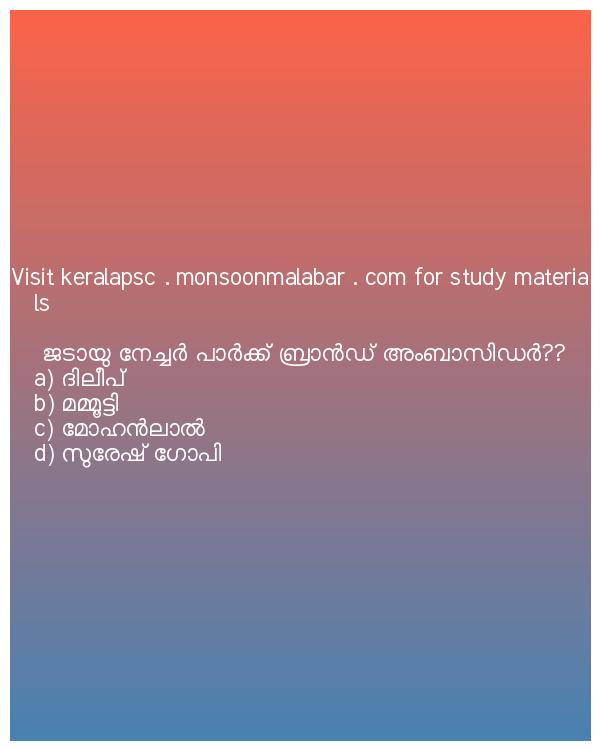 Visit keralapsc . monsoonmalabar . com for study materia
ls
ജടായു നേച്ചർ പാർക്ക് ബ്രാൻഡ് അംബാസിഡർ??
a) ദിലീപ്
b) മമ്മൂട്ടി
c) മോഹൻലാൽ
d) സുരേഷ് ഗോപി